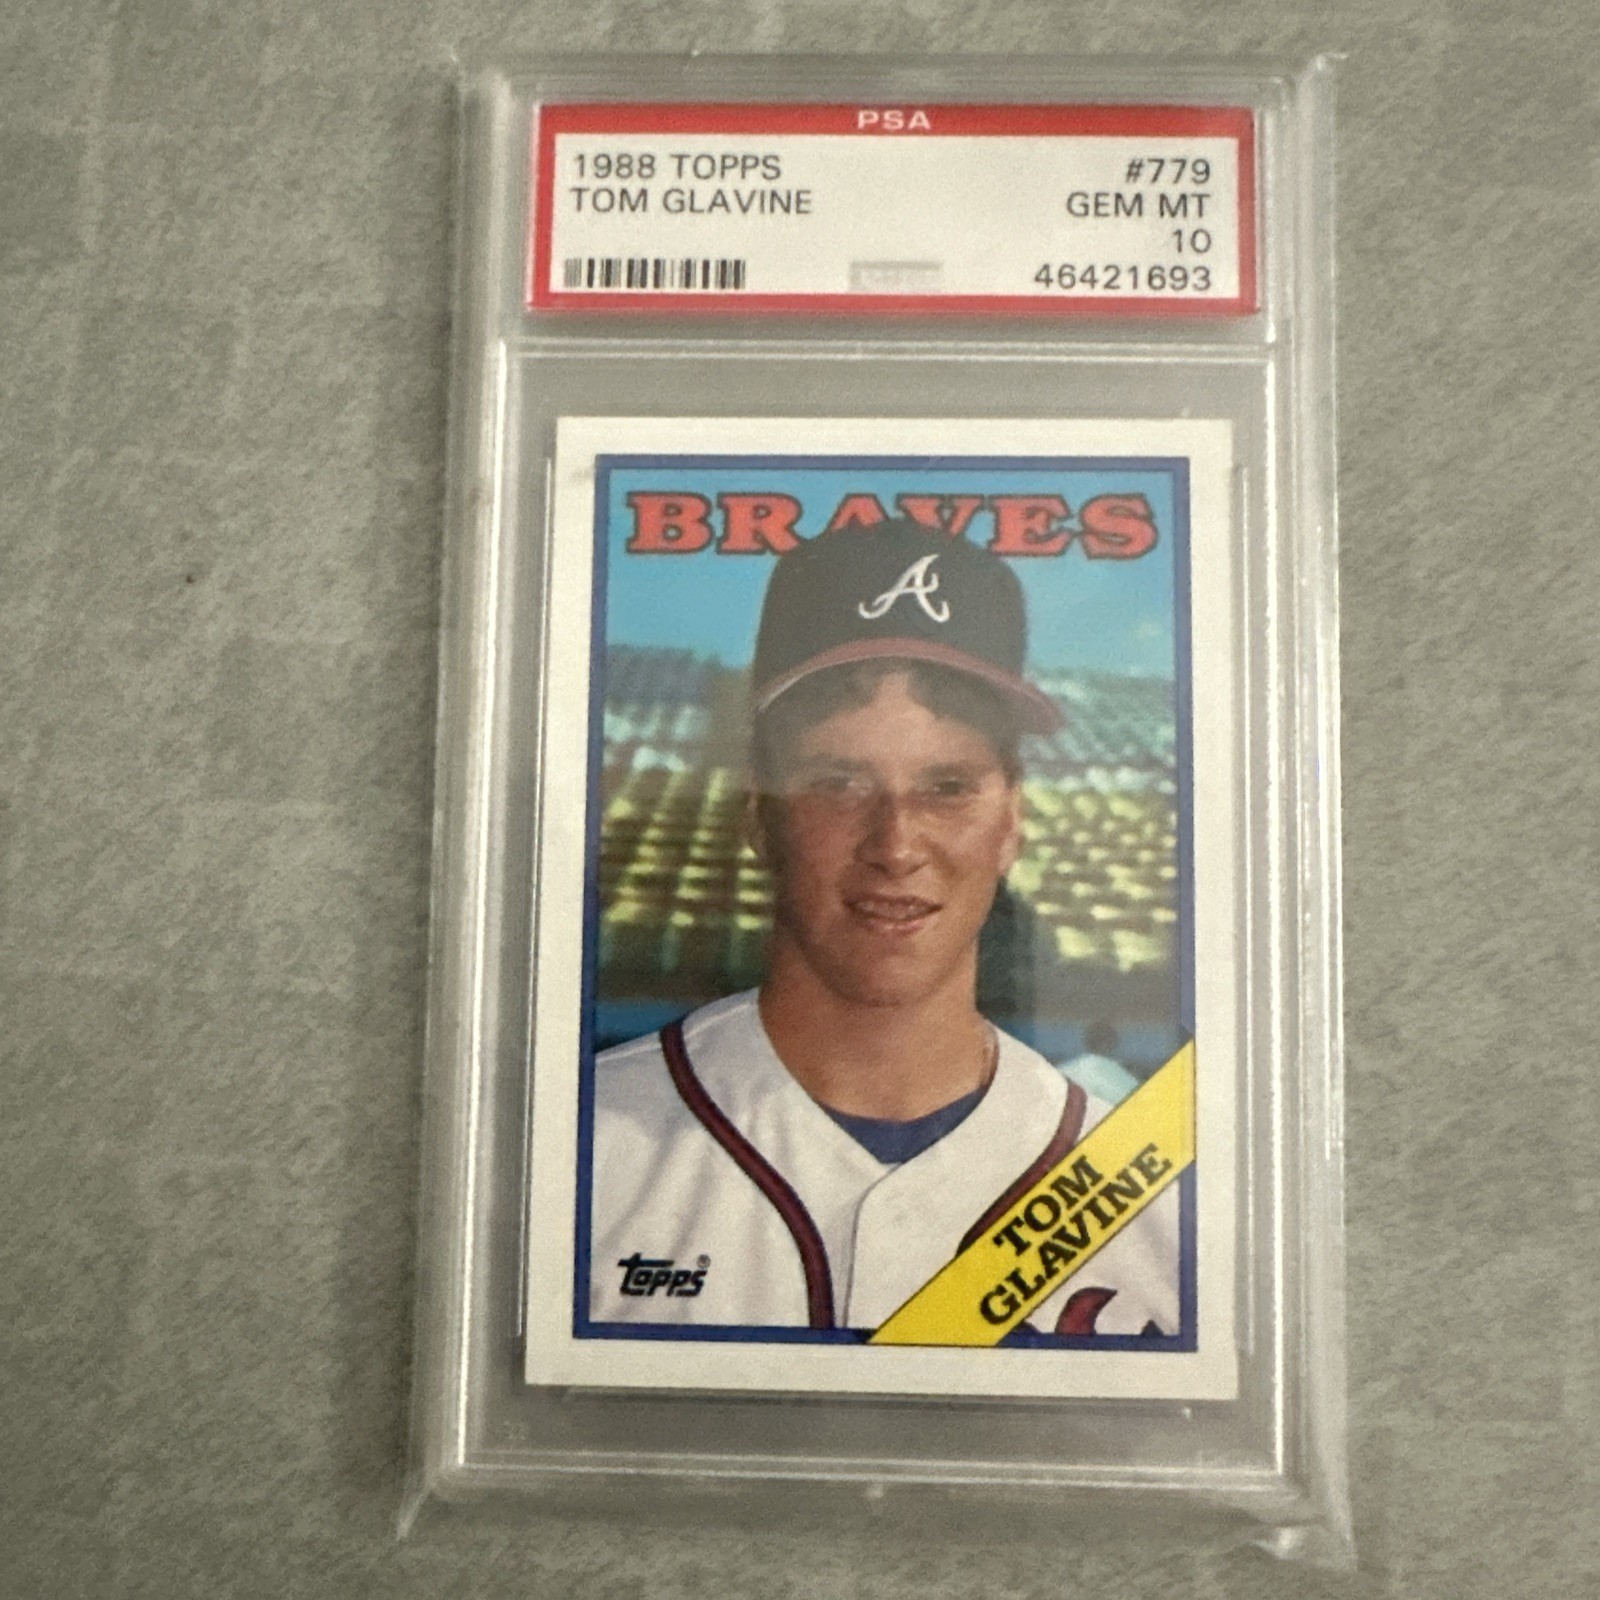 PSA
1988 TOPPS #779
TOM GLAVINE GEM MT
10
46421693
BRAVES
A
topps®
TOM
GLAVINE